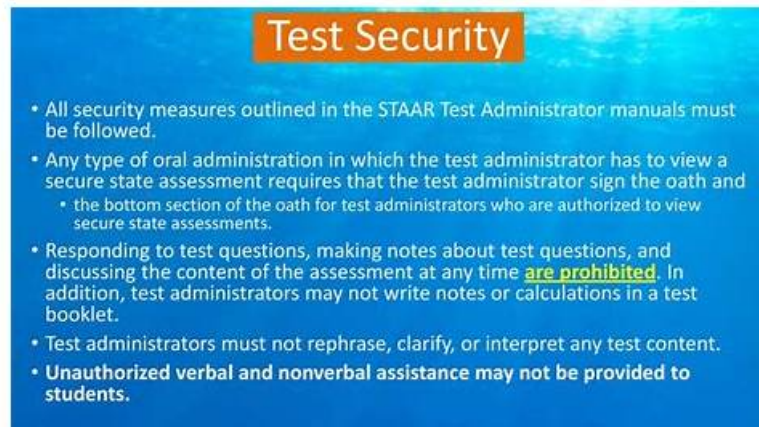 Test Security
• All security measures outlined in the STAAR Test Administrator manuals must
be followed.
• Any type of oral administration in which the test administrator has to view a
secure state assessment requires that the test administrator sign the oath and
• the bottom section of the oath for test administrators who are authorized to view
secure state assessments.
• Responding to test questions, making notes about test questions, and
discussing the content of the assessment at any time are prohibited. In
addition, test administrators may not write notes or calculations in a test
booklet.
• Test administrators must not rephrase, clarify, or interpret any test content.
• Unauthorized verbal and nonverbal assistance may not be provided to
students.